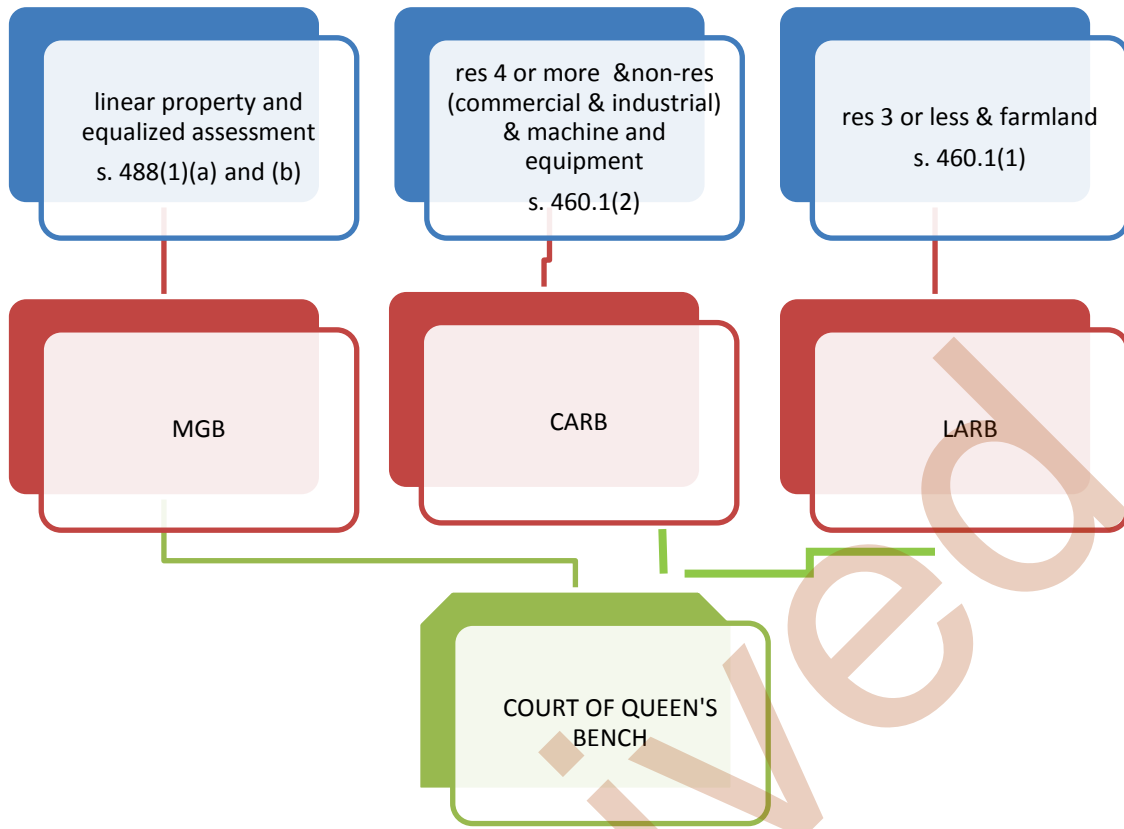 linear property and
equalized assessment
s. 488(1)(a) and (b)
res 4 or more  &non-res
(commercial & industrial)
& machine and
equipment
s. 460.1(2)
res 3 or less & farmland
s. 460.1(1)
MGB
CARB
LARB
COURT OF QUEEN'S
BENCH
ived